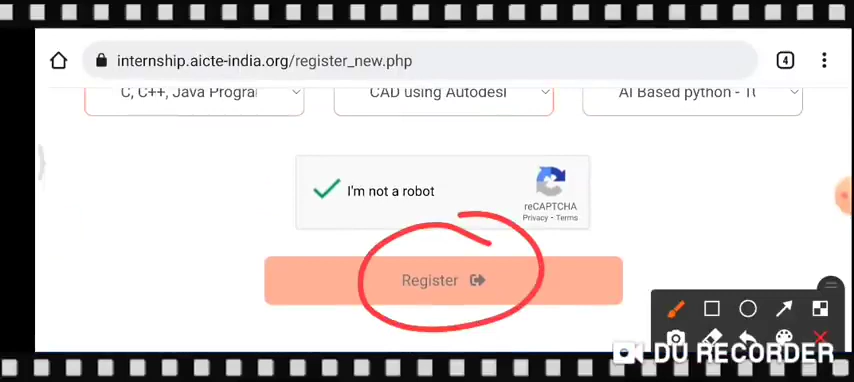 internship.aicte-india.org/register_new.php
4
C, C++, Java Progra
CAD using Autodesl
AI Based python - 1(
I'm not a robot
reCAPTCHA
Privacy - Terms
Register
DU RECORDER